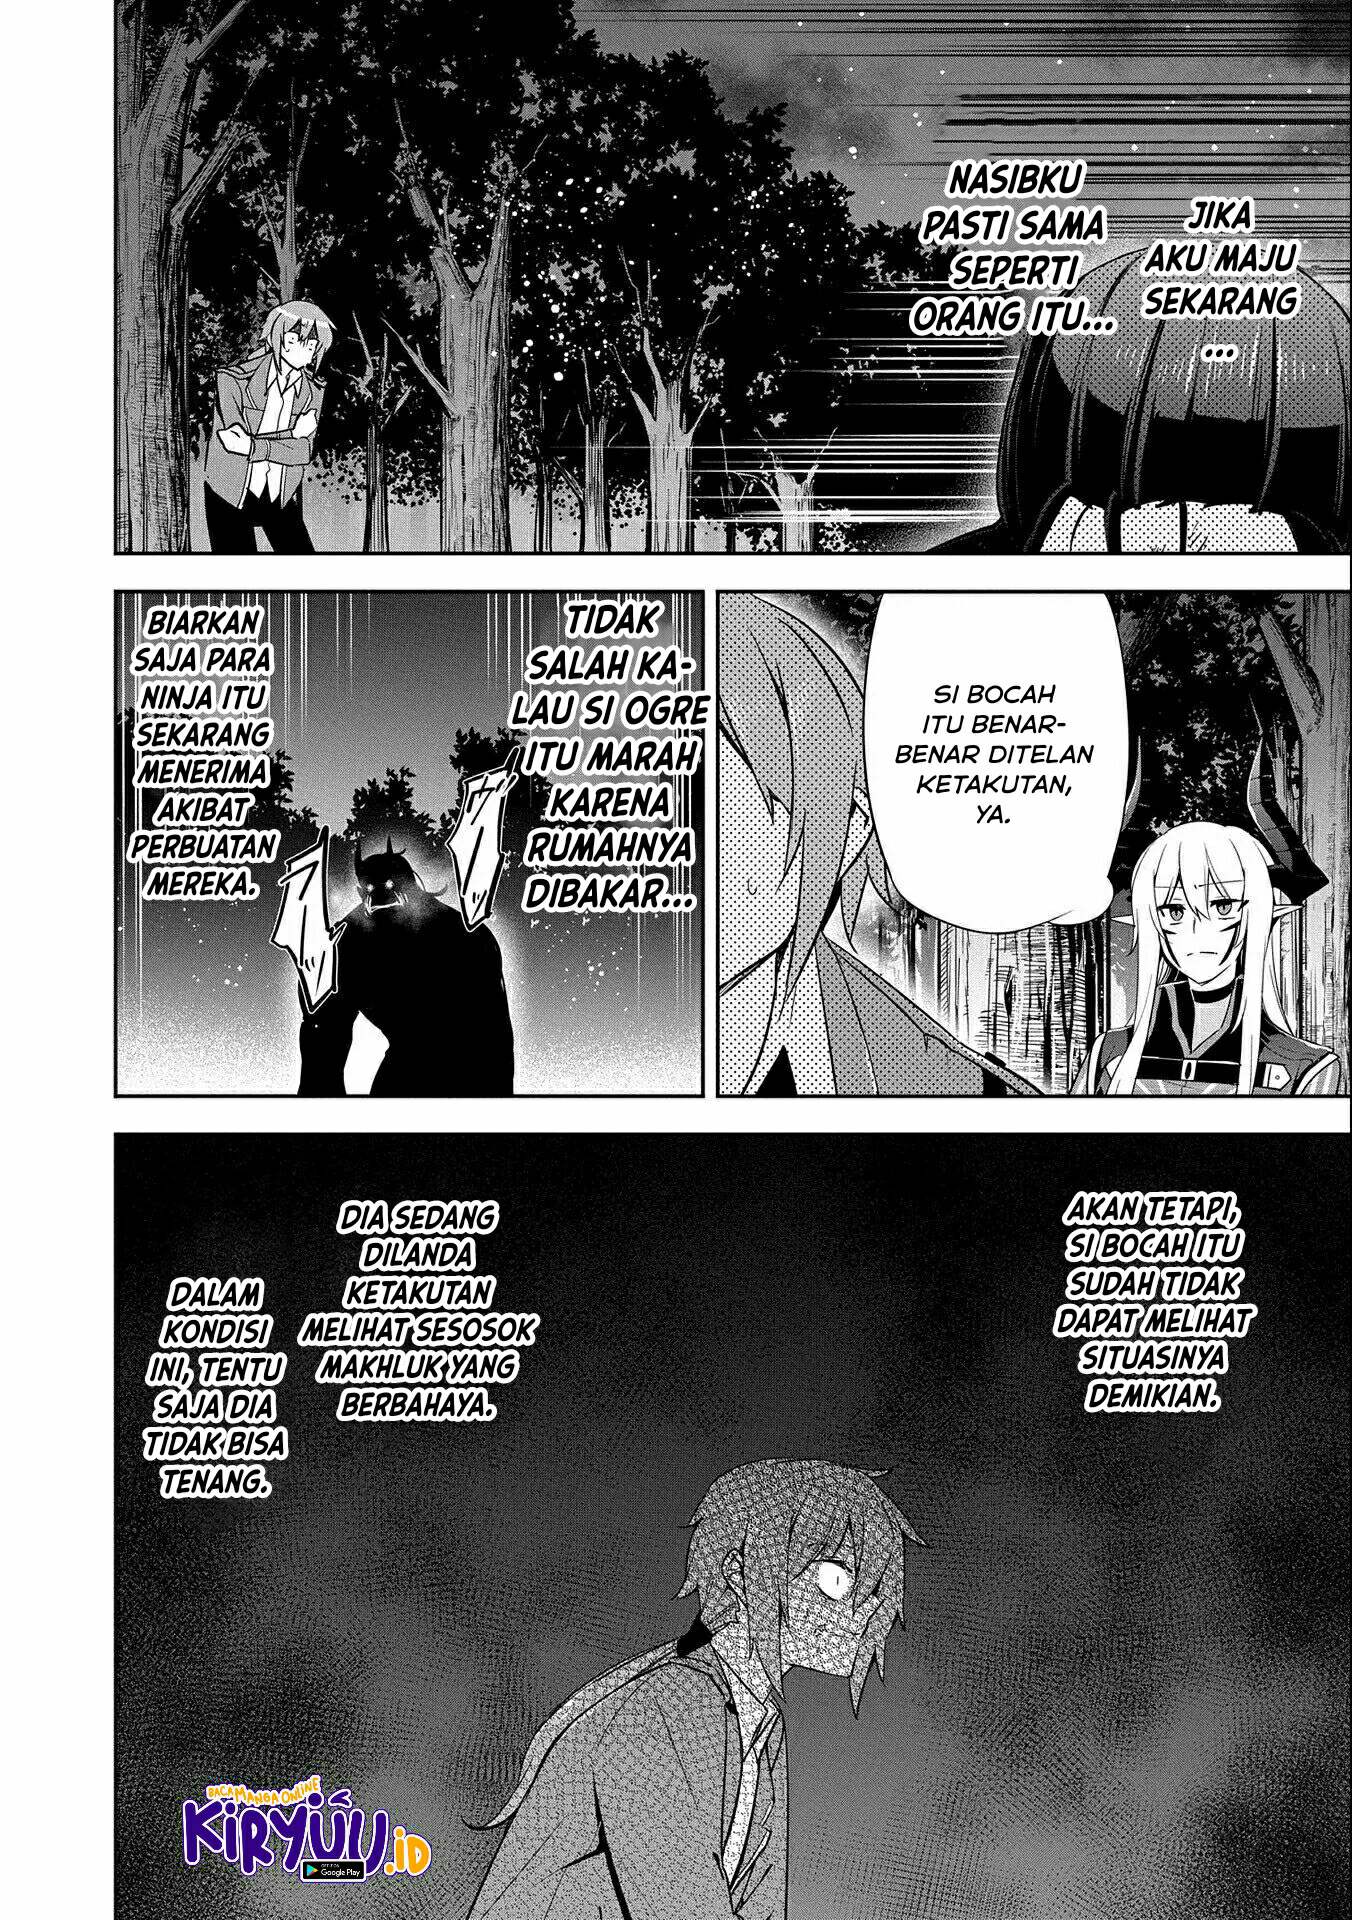 JIKA
AKU MAJU
SEKARANG
...
NASIBKU
PASTI SAMA
SEPERTI
ORANG ITU...
SI BOCAH
ITU BENAR-
BENAR DITELAN
KETAKUTAN,
YA.
TIDAK
SALAH KA-
LAU SI OGRE
ITU MARAH
KARENA
RUMAHNYA
DIBAKAR...
BIARKAN
SAJA PARA
NINJA ITU
SEKARANG
MENERIMA
AKIBAT
PERBUATAN
MEREKA.
AKAN TETAPI,
SI BOCAH ITU
SUDAH TIDAK
DAPAT MELIHAT
SITUASINYA
DEMIKIAN.
DIA SEDANG
DILANDA
KETAKUTAN
MELIHAT SESOSOK
MAKHLUK YANG
BERBAHAYA.
DALAM
KONDISI
INI, TENTU
SAJA DIA
TIDAK BISA
TENANG.
BACA MANGA ONLINE
KIRYUU.ID
Google Play